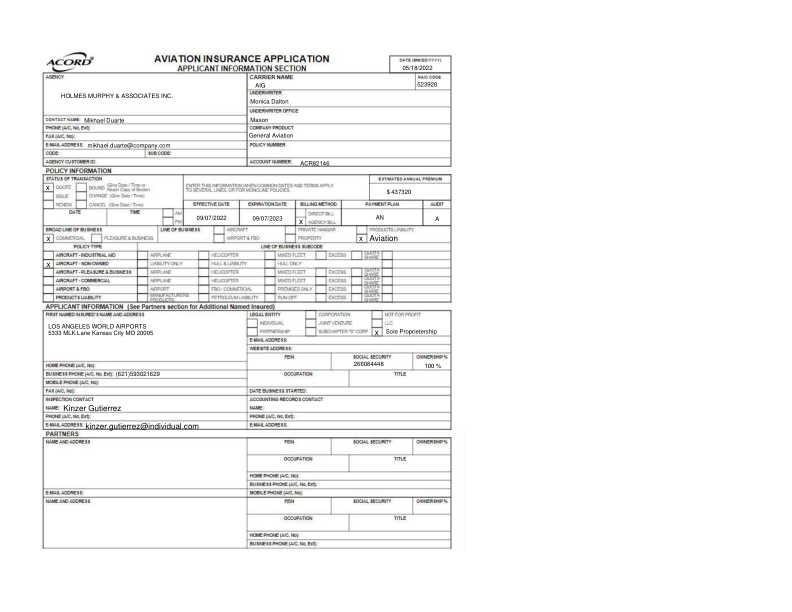 ACORD®
AVIATION INSURANCE APPLICATION
APPLICANT INFORMATION SECTION
DATE (MM/DD/YYYY)
05/18/2022
AGENCY
HOLMES MURPHY & ASSOCIATES INC.
CARRIER NAME
AIG
NAIC CODE
523920
UNDERWRITER
Monica Dalton
UNDERWRITER OFFICE
Mason
CONTACT NAME: Mikhael Duarte
PHONE (A/C, No, Ext):
FAX (A/C, No):
E-MAIL ADDRESS: mikhael.duarte@company.com
CODE: SUB CODE:
AGENCY CUSTOMER ID:
COMPANY PRODUCT
General Aviation
POLICY NUMBER
ACCOUNT NUMBER: ACR82146
POLICY INFORMATION
STATUS OF TRANSACTION
X QUOTE BOUND (Give Date / Time or Attach Copy of Binder)
ISSUE CHANGE (Give Date / Time)
RENEW CANCEL (Give Date / Time)
DATE TIME AM
PM
ENTER THIS INFORMATION WHEN COMMON DATES AND TERMS APPLY
TO SEVERAL LINES, OR FOR MONOLINE POLICIES.
ESTIMATED ANNUAL PREMIUM
$ 437320
EFFECTIVE DATE EXPIRATION DATE BILLING METHOD PAYMENT PLAN AUDIT
09/07/2022 09/07/2023 DIRECT BILL
X AGENCY BILL AN A
BROAD LINE OF BUSINESS LINE OF BUSINESS AIRCRAFT PRIVATE HANGAR PRODUCTS LIABILITY
X COMMERCIAL PLEASURE & BUSINESS AIRPORT & FBO PROPERTY X Aviation
POLICY TYPE LINE OF BUSINESS SUBCODE
AIRCRAFT - INDUSTRIAL AID AIRPLANE HELICOPTER MIXED FLEET EXCESS QUOTA SHARE
X AIRCRAFT - NON-OWNED LIABILITY ONLY HULL & LIABILITY HULL ONLY
AIRCRAFT - PLEASURE & BUSINESS AIRPLANE HELICOPTER MIXED FLEET EXCESS QUOTA SHARE
AIRCRAFT - COMMERCIAL AIRPLANE HELICOPTER MIXED FLEET EXCESS QUOTA SHARE
AIRPORT & FBO AIRPORT FBO / COMMERCIAL PREMISES ONLY EXCESS QUOTA SHARE
PRODUCTS LIABILITY MANUFACTURERS PRODUCTS PETROLEUM LIABILITY RUN-OFF EXCESS QUOTA SHARE
APPLICANT INFORMATION (See Partners section for Additional Named Insured)
FIRST NAMED INSURED'S NAME AND ADDRESS
LOS ANGELES WORLD AIRPORTS
5333 MLK Lane Kansas City MO 20005
LEGAL ENTITY CORPORATION NOT FOR PROFIT
INDIVIDUAL JOINT VENTURE LLC
PARTNERSHIP SUBCHAPTER "S" CORP X Sole Proprietership
E-MAIL ADDRESS:
WEBSITE ADDRESS:
FEIN SOCIAL SECURITY OWNERSHIP %
266084448 100 %
HOME PHONE (A/C, No):
BUSINESS PHONE (A/C, No, Ext): (621)593021629
MOBILE PHONE (A/C, No):
FAX (A/C, No):
OCCUPATION TITLE
DATE BUSINESS STARTED:
INSPECTION CONTACT
NAME: Kinzer Gutierrez
PHONE (A/C, No, Ext):
E-MAIL ADDRESS: kinzer.gutierrez@individual.com
ACCOUNTING RECORDS CONTACT
NAME:
PHONE (A/C, No, Ext):
E-MAIL ADDRESS:
PARTNERS
NAME AND ADDRESS FEIN SOCIAL SECURITY OWNERSHIP %
OCCUPATION TITLE
HOME PHONE (A/C, No):
BUSINESS PHONE (A/C, No, Ext):
E-MAIL ADDRESS: MOBILE PHONE (A/C, No):
NAME AND ADDRESS FEIN SOCIAL SECURITY OWNERSHIP %
OCCUPATION TITLE
HOME PHONE (A/C, No):
BUSINESS PHONE (A/C, No, Ext):